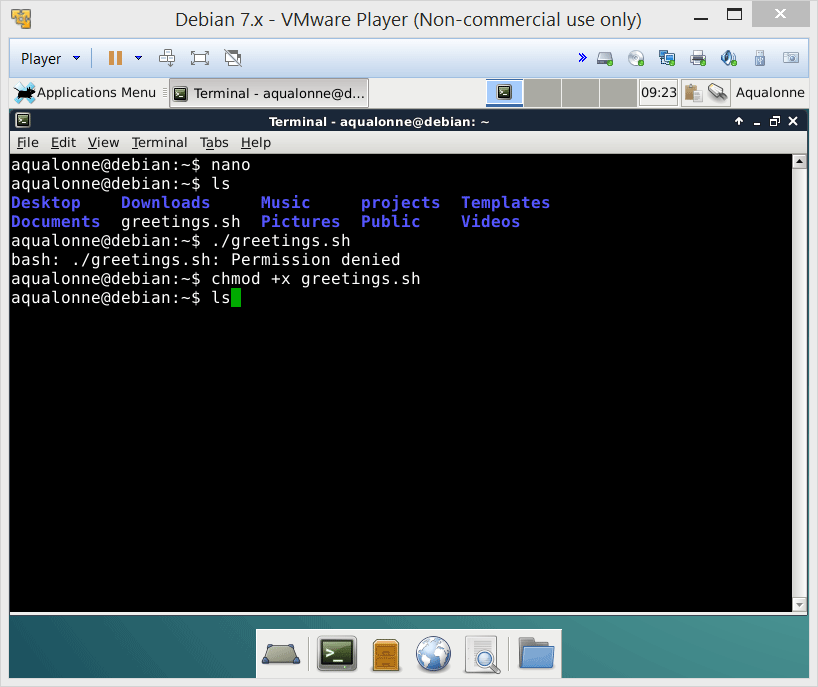 Debian 7.x - VMware Player (Non-commercial use only)
Player
Applications Menu Terminal - aqualonne@d... 09:23 Aqualonne
Terminal - aqualonne@debian: ~
File Edit View Terminal Tabs Help
aqualonne@debian:~$ nano
aqualonne@debian:~$ ls
Desktop Downloads Music projects Templates
Documents greetings.sh Pictures Public Videos
aqualonne@debian:~$ ./greetings.sh
bash: ./greetings.sh: Permission denied
aqualonne@debian:~$ chmod +x greetings.sh
aqualonne@debian:~$ ls